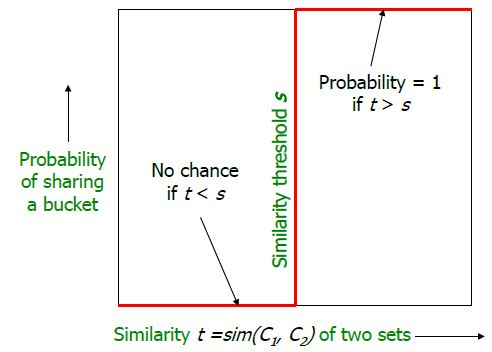 Probability = 1
if t > s
Similarity threshold s
Probability
of sharing
a bucket
No chance
if t < s
Similarity t =sim(C₁, C₂) of two sets